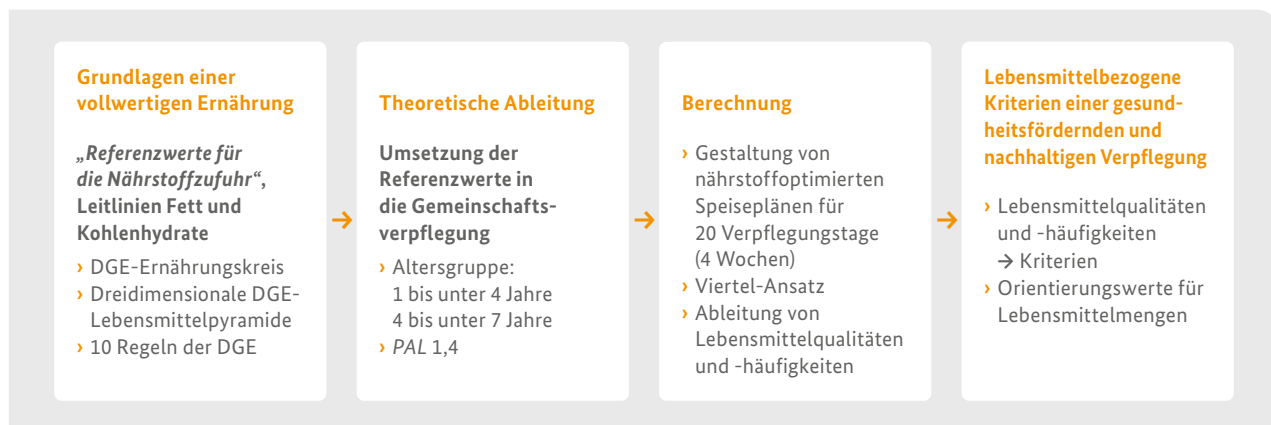 Grundlagen einer
vollwertigen Ernährung
„Referenzwerte für
die Nährstoffzufuhr“,
Leitlinien Fett und
Kohlenhydrate
› DGE-Ernährungskreis
› Dreidimensionale DGE-
Lebensmittelpyramide
› 10 Regeln der DGE
→
Theoretische Ableitung
Umsetzung der
Referenzwerte in
die Gemeinschafts-
verpflegung
› Altersgruppe:
1 bis unter 4 Jahre
4 bis unter 7 Jahre
› PAL 1,4
→
Berechnung
› Gestaltung von
nährstoffoptimierten
Speiseplänen für
20 Verpflegungstage
(4 Wochen)
› Viertel-Ansatz
› Ableitung von
Lebensmittelqualitäten
und -häufigkeiten
→
Lebensmittelbezogene
Kriterien einer gesund-
heitsfördernden und
nachhaltigen Verpflegung
› Lebensmittelqualitäten
und -häufigkeiten
→ Kriterien
› Orientierungswerte für
Lebensmittelmengen